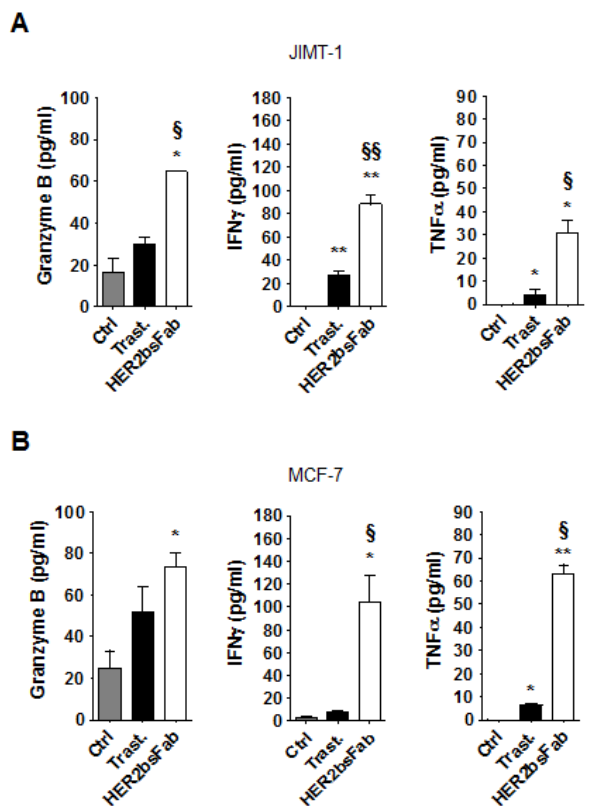 A
JIMT-1
Granzyme B (pg/ml)
100
80
60
40
20
0
§
*
Ctrl
Trast.
HER2bsFab
IFNγ (pg/ml)
180
160
140
120
100
80
60
40
20
0
§§
**
**
Ctrl
Trast.
HER2bsFab
TNFα (pg/ml)
90
80
70
60
50
40
30
20
10
0
§
*
*
Ctrl
Trast
HER2bsFab
B
MCF-7
Granzyme B (pg/ml)
100
80
60
40
20
0
*
Ctrl
Trast.
HER2bsFab
IFNγ (pg/ml)
180
160
140
120
100
80
60
40
20
0
§
*
Ctrl
Trast.
HER2bsFab
TNFα (pg/ml)
90
80
70
60
50
40
30
20
10
0
§
**
*
Ctrl
Trast.
HER2bsFab